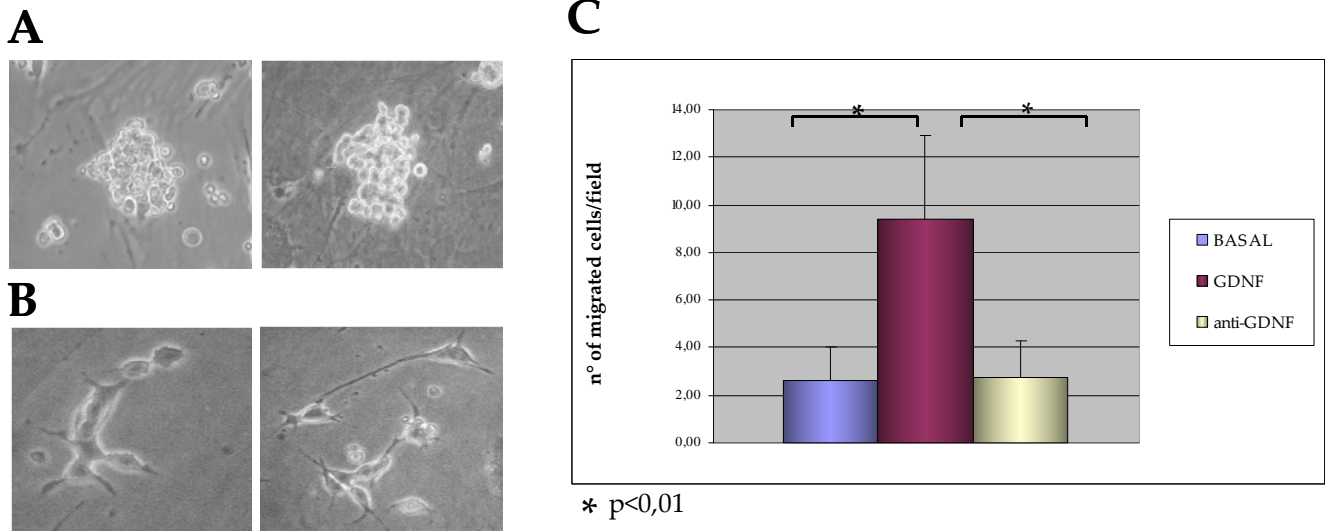 A
B
C
n° of migrated cells/field
14,00
12,00
10,00
8,00
6,00
4,00
2,00
0,00
*
*
BASAL
GDNF
anti-GDNF
* p<0,01